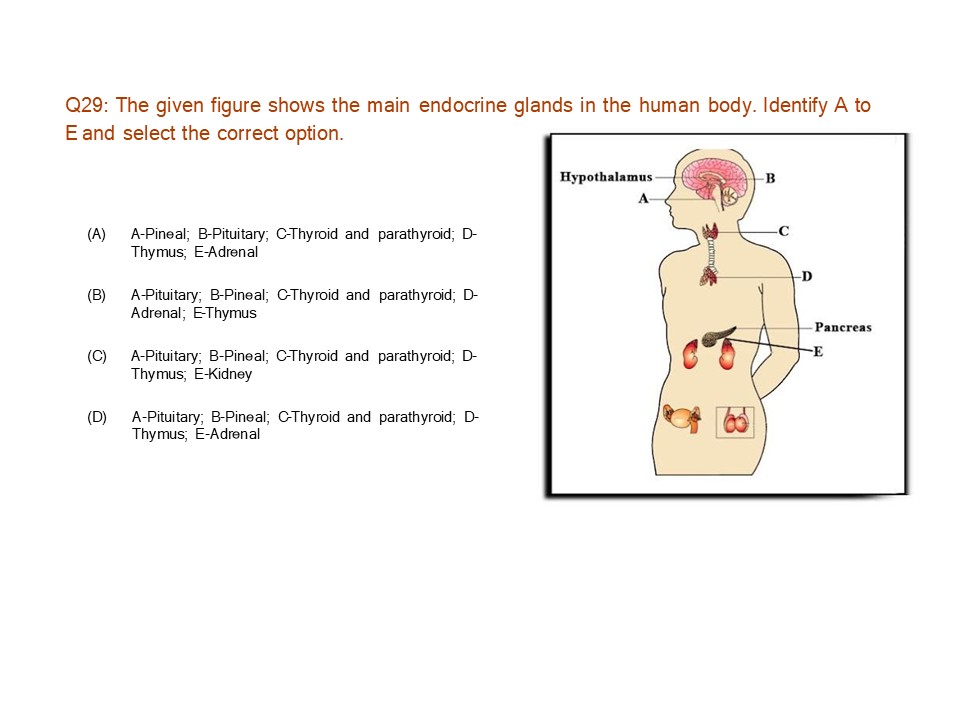 Q29: The given figure shows the main endocrine glands in the human body. Identify A to
E and select the correct option.
Hypothalamus
B
A
C
D
Pancreas
E
(A) A-Pineal; B-Pituitary; C-Thyroid and parathyroid; D-
Thymus; E-Adrenal
(B) A-Pituitary; B-Pineal; C-Thyroid and parathyroid; D-
Adrenal; E-Thymus
(C) A-Pituitary; B-Pineal; C-Thyroid and parathyroid; D-
Thymus; E-Kidney
(D) A-Pituitary; B-Pineal; C-Thyroid and parathyroid; D-
Thymus; E-Adrenal